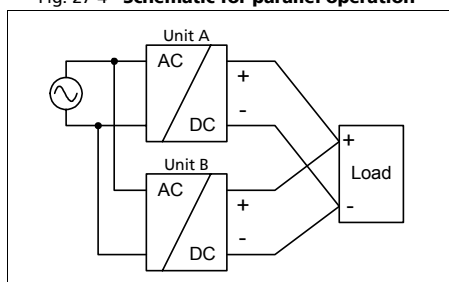 Fig. 27-4 Schematic for parallel operation
Unit A
AC
+
-
DC
+
Load
-
Unit B
AC
+
-
DC